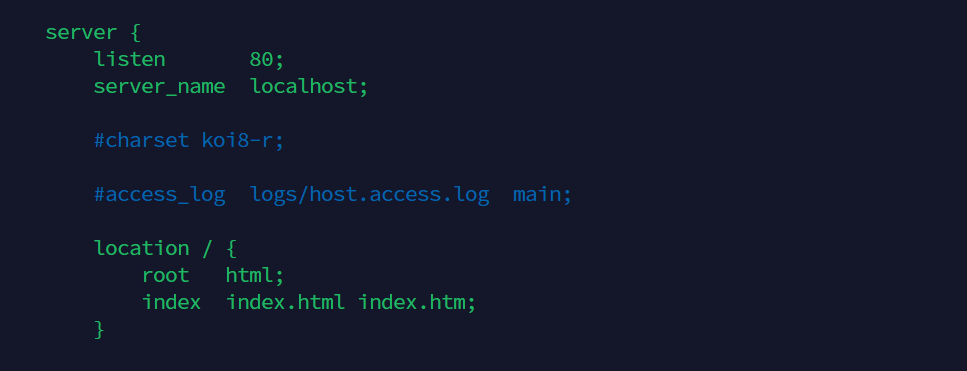 server {
    listen       80;
    server_name  localhost;

    #charset koi8-r;

    #access_log  logs/host.access.log  main;

    location / {
        root   html;
        index  index.html index.htm;
    }